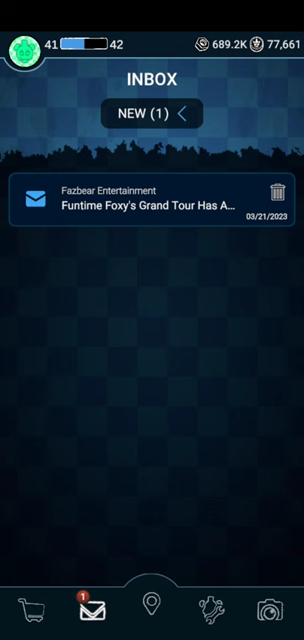 41 42 689.2K 77,661
INBOX
NEW (1)
Fazbear Entertainment
Funtime Foxy's Grand Tour Has A...
03/21/2023
1